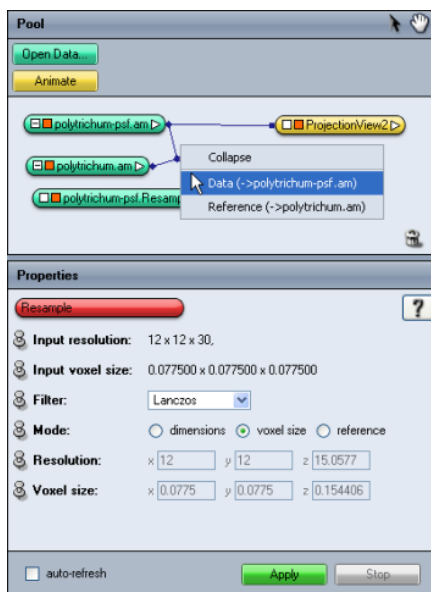 Pool
Open Data...
Animate
polytrichum-psf.am
ProjectionView2
polytrichum.am
Collapse
Data (->polytrichum-psf.am)
polytrichum-psf.Resamp
Reference (->polytrichum.am)
Properties
Resample
?
Input resolution: 12 x 12 x 30,
Input voxel size: 0.077500 x 0.077500 x 0.077500
Filter: Lanczos
Mode: dimensions voxel size reference
Resolution: x 12 y 12 z 15.0577
Voxel size: x 0.0775 y 0.0775 z 0.154406
auto-refresh Apply Stop